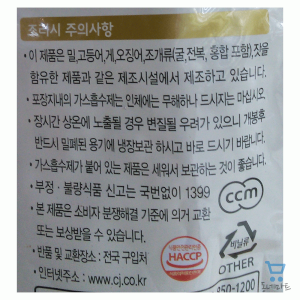 조리시 주의사항
• 이 제품은 밀,고등어,게,오징어,조개류(굴,전복, 홍합 포함),잣을
함유한 제품과 같은 제조시설에서 제조하고 있습니다.
• 포장지내의 가스흡수제는 인체에는 무해하나 드시지는 마십시오.
• 장시간 상온에 노출될 경우 변질될 우려가 있으니 개봉후
반드시 밀폐된 용기에 냉장보관 하시고 바로 드시기 바랍니다.
• 가스흡수제가 붙어 있는 제품은 세워서 보관하는 것이 좋습니다.
• 부정 · 불량식품 신고는 국번없이 1399
• 본 제품은 소비자 분쟁해결 기준에 의거 교환
또는 보상받을 수 있습니다.
• 반품 및 교환장소 : 전국 구입처
• 인터넷주소 : www.cj.co.kr
ccm
HACCP
비닐류
OTHER
850-1200